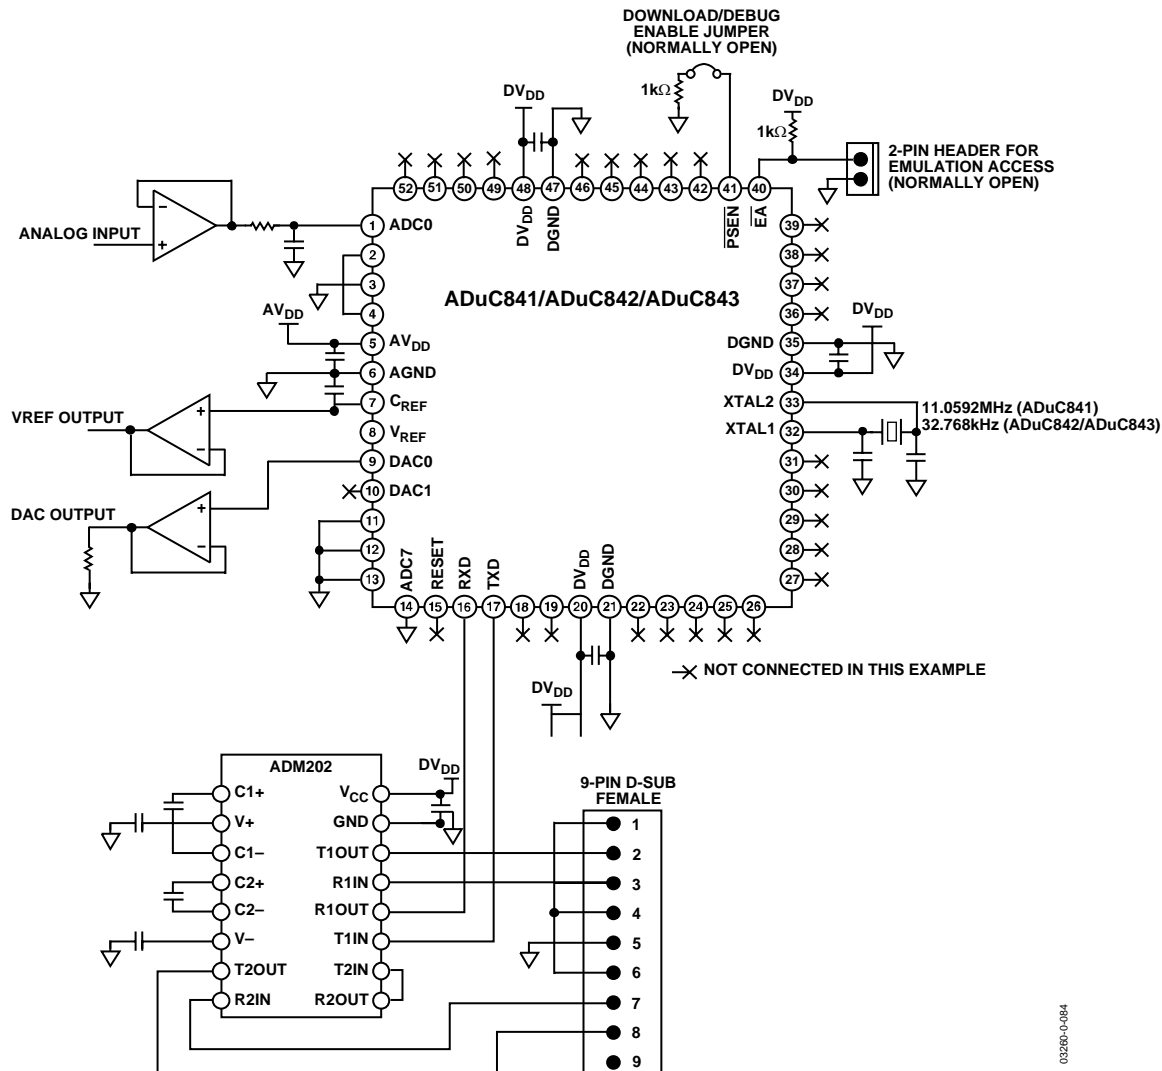 DOWNLOAD/DEBUG
ENABLE JUMPER
(NORMALLY OPEN)
1kΩ
DVDD
1kΩ
DVDD
2-PIN HEADER FOR
EMULATION ACCESS
(NORMALLY OPEN)
52 51 50 49 48 47 46 45 44 43 42 41 40
DVDD
DGND
PSEN
EA
ANALOG INPUT
−
+
1 ADC0
2
3
4
ADuC841/ADuC842/ADuC843
39
38
37
36
AVDD
5 AVDD
6 AGND
7 CREF
8 VREF
9 DAC0
10 DAC1
11
12
13
VREF OUTPUT
+
−
DAC OUTPUT
+
−
DVDD
DGND 35
DVDD 34
XTAL2 33
XTAL1 32
11.0592MHz (ADuC841)
32.768kHz (ADuC842/ADuC843)
31
30
29
28
27
ADC7
RESET
RXD
TXD
DVDD
DGND
14 15 16 17 18 19 20 21 22 23 24 25 26
NOT CONNECTED IN THIS EXAMPLE
DVDD
ADM202
DVDD
C1+
V+
C1−
C2+
C2−
V−
T2OUT
R2IN
VCC
GND
T1OUT
R1IN
R1OUT
T1IN
T2IN
R2OUT
9-PIN D-SUB
FEMALE
1
2
3
4
5
6
7
8
9
03260-0-084